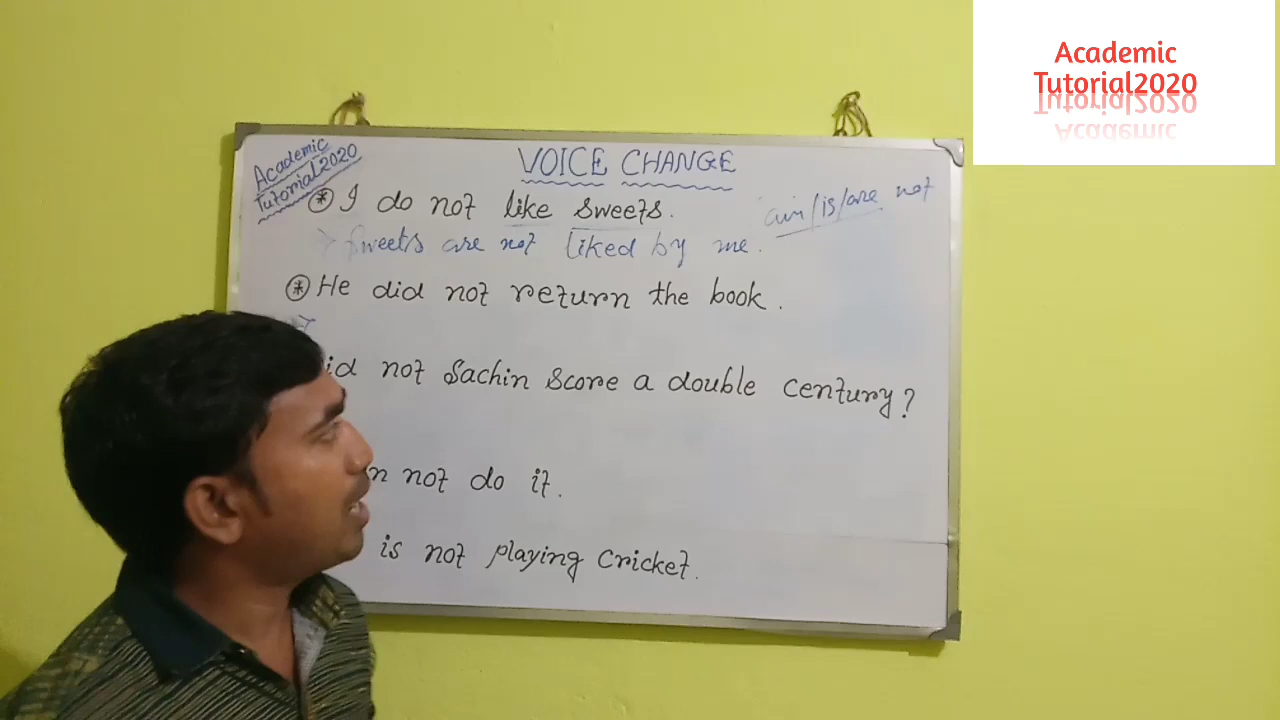 Academic
Tutorial2020
Academic
Tutorial2020
VOICE CHANGE
* I do not like sweets.
am/is/are not
Sweets are not liked by me.
* He did not return the book.
id not Sachin score a double century?
n not do it.
is not playing cricket.